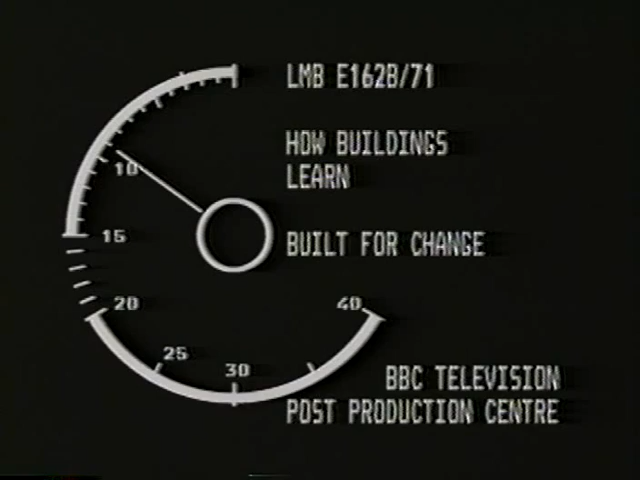 LMB E162B/71
HOW BUILDINGS
LEARN
BUILT FOR CHANGE
10
15
20
25
30
40
BBC TELEVISION
POST PRODUCTION CENTRE